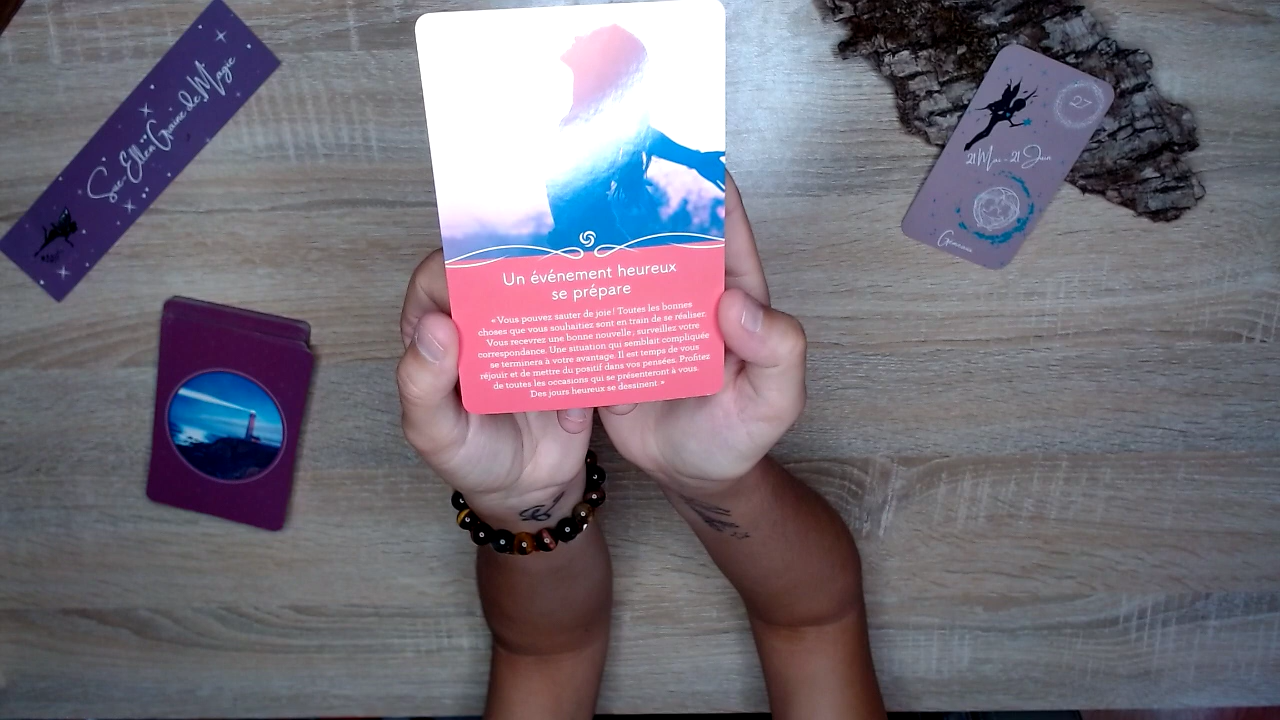 Sue-Ellen Graine de Magie
27
21 Mai - 21 Juin
Gémeaux
Un événement heureux
se prépare
« Vous pouvez sauter de joie ! Toutes les bonnes
choses que vous souhaitiez sont en train de se réaliser.
Vous recevrez une bonne nouvelle ; surveillez votre
correspondance. Une situation qui semblait compliquée
se terminera à votre avantage. Il est temps de vous
réjouir et de mettre du positif dans vos pensées. Profitez
de toutes les occasions qui se présenteront à vous.
Des jours heureux se dessinent. »